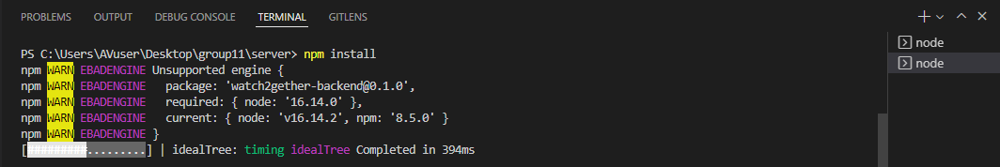 PROBLEMS OUTPUT DEBUG CONSOLE TERMINAL GITLENS
PS C:\Users\AVuser\Desktop\group11\server> npm install
npm WARN EBADENGINE Unsupported engine {
npm WARN EBADENGINE   package: 'watch2gether-backend@0.1.0',
npm WARN EBADENGINE   required: { node: '16.14.0' },
npm WARN EBADENGINE   current: { node: 'v16.14.2', npm: '8.5.0' }
npm WARN EBADENGINE }
[#########.........] | idealTree: timing idealTree Completed in 394ms
node
node